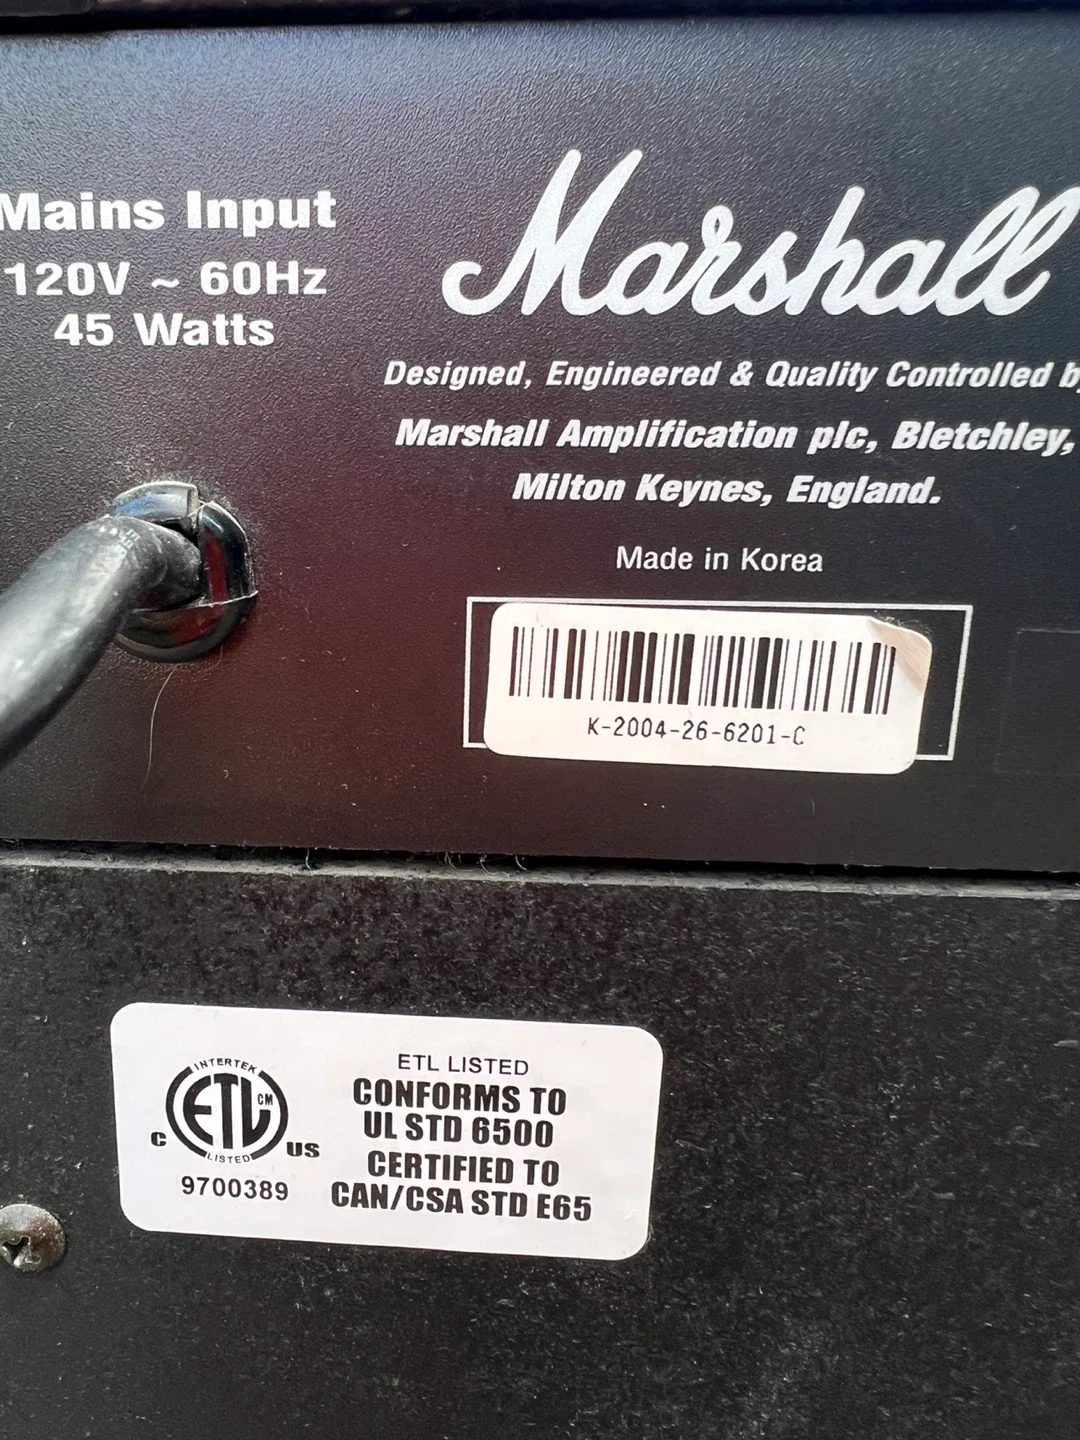 Mains Input
120V ~ 60Hz
45 Watts
Marshall
Designed, Engineered & Quality Controlled by
Marshall Amplification plc, Bletchley,
Milton Keynes, England.
Made in Korea
K-2004-26-6201-C
INTERTEK
ETL CM
LISTED
C US
9700389
ETL LISTED
CONFORMS TO
UL STD 6500
CERTIFIED TO
CAN/CSA STD E65